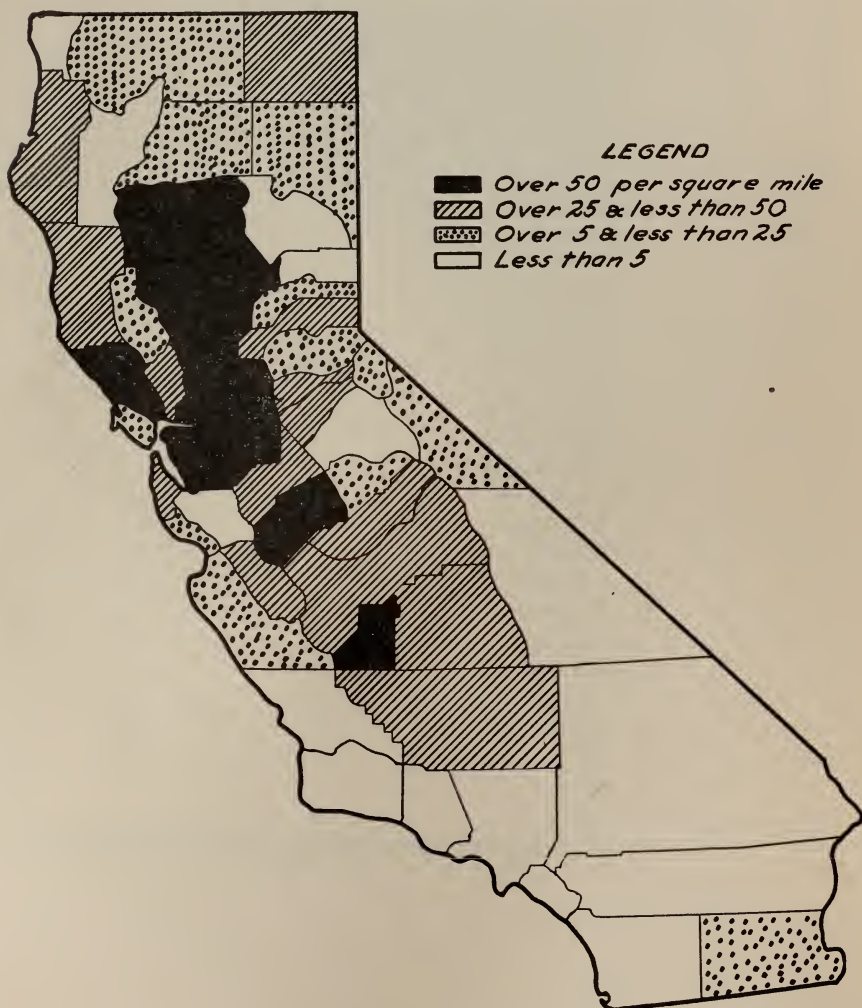 LEGEND
Over 50 per square mile
Over 25 & less than 50
Over 5 & less than 25
Less than 5